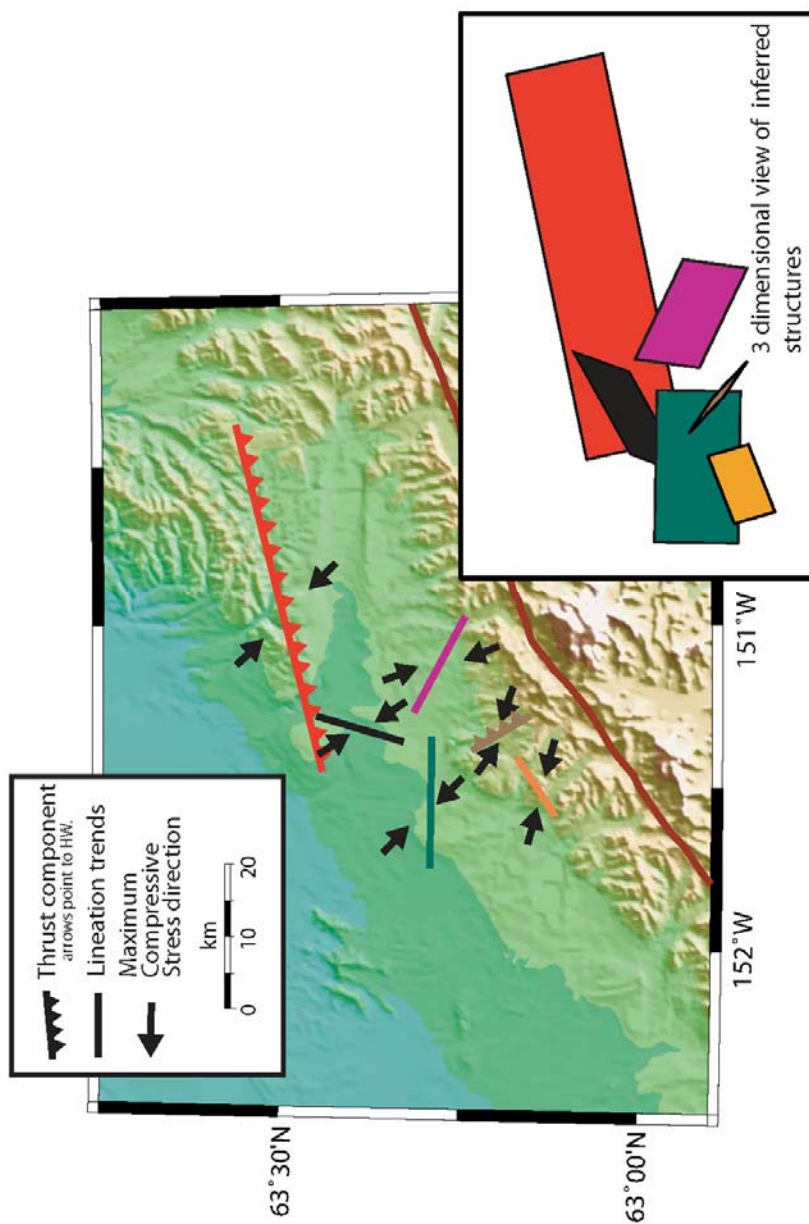 Thrust component
arrows point to HW.
Lineation trends
Maximum
Compressive
Stress direction
km
0 10 20
63˚30'N
63˚00'N
152˚W
151˚W
3 dimensional view of inferred
structures